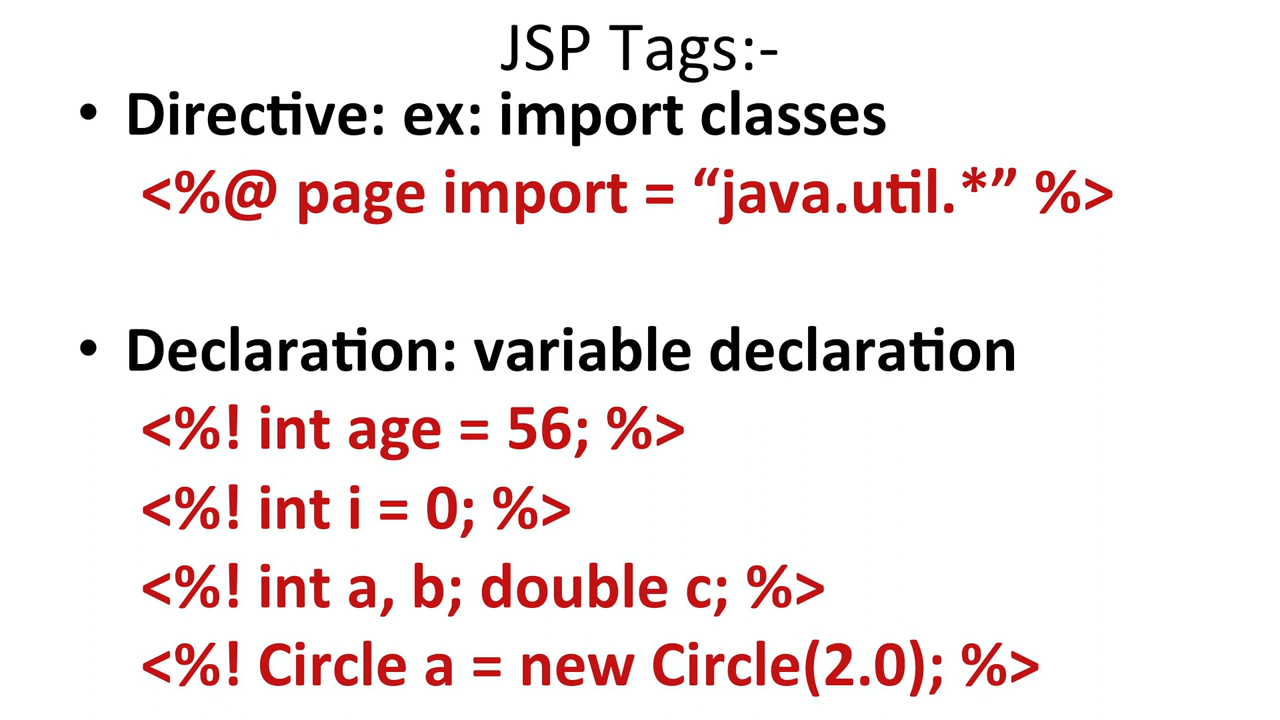 JSP Tags:-
• Directive: ex: import classes
<%@ page import = “java.util.*” %>
• Declaration: variable declaration
<%! int age = 56; %>
<%! int i = 0; %>
<%! int a, b; double c; %>
<%! Circle a = new Circle(2.0); %>